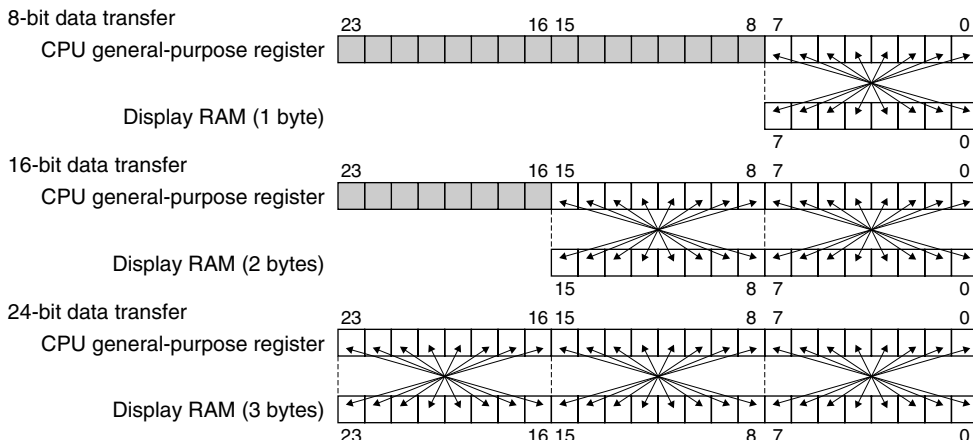 8-bit data transfer
23 16 15 8 7 0
CPU general-purpose register
Display RAM (1 byte)
7 0
16-bit data transfer
23 16 15 8 7 0
CPU general-purpose register
Display RAM (2 bytes)
15 8 7 0
24-bit data transfer
23 16 15 8 7 0
CPU general-purpose register
Display RAM (3 bytes)
23 16 15 8 7 0